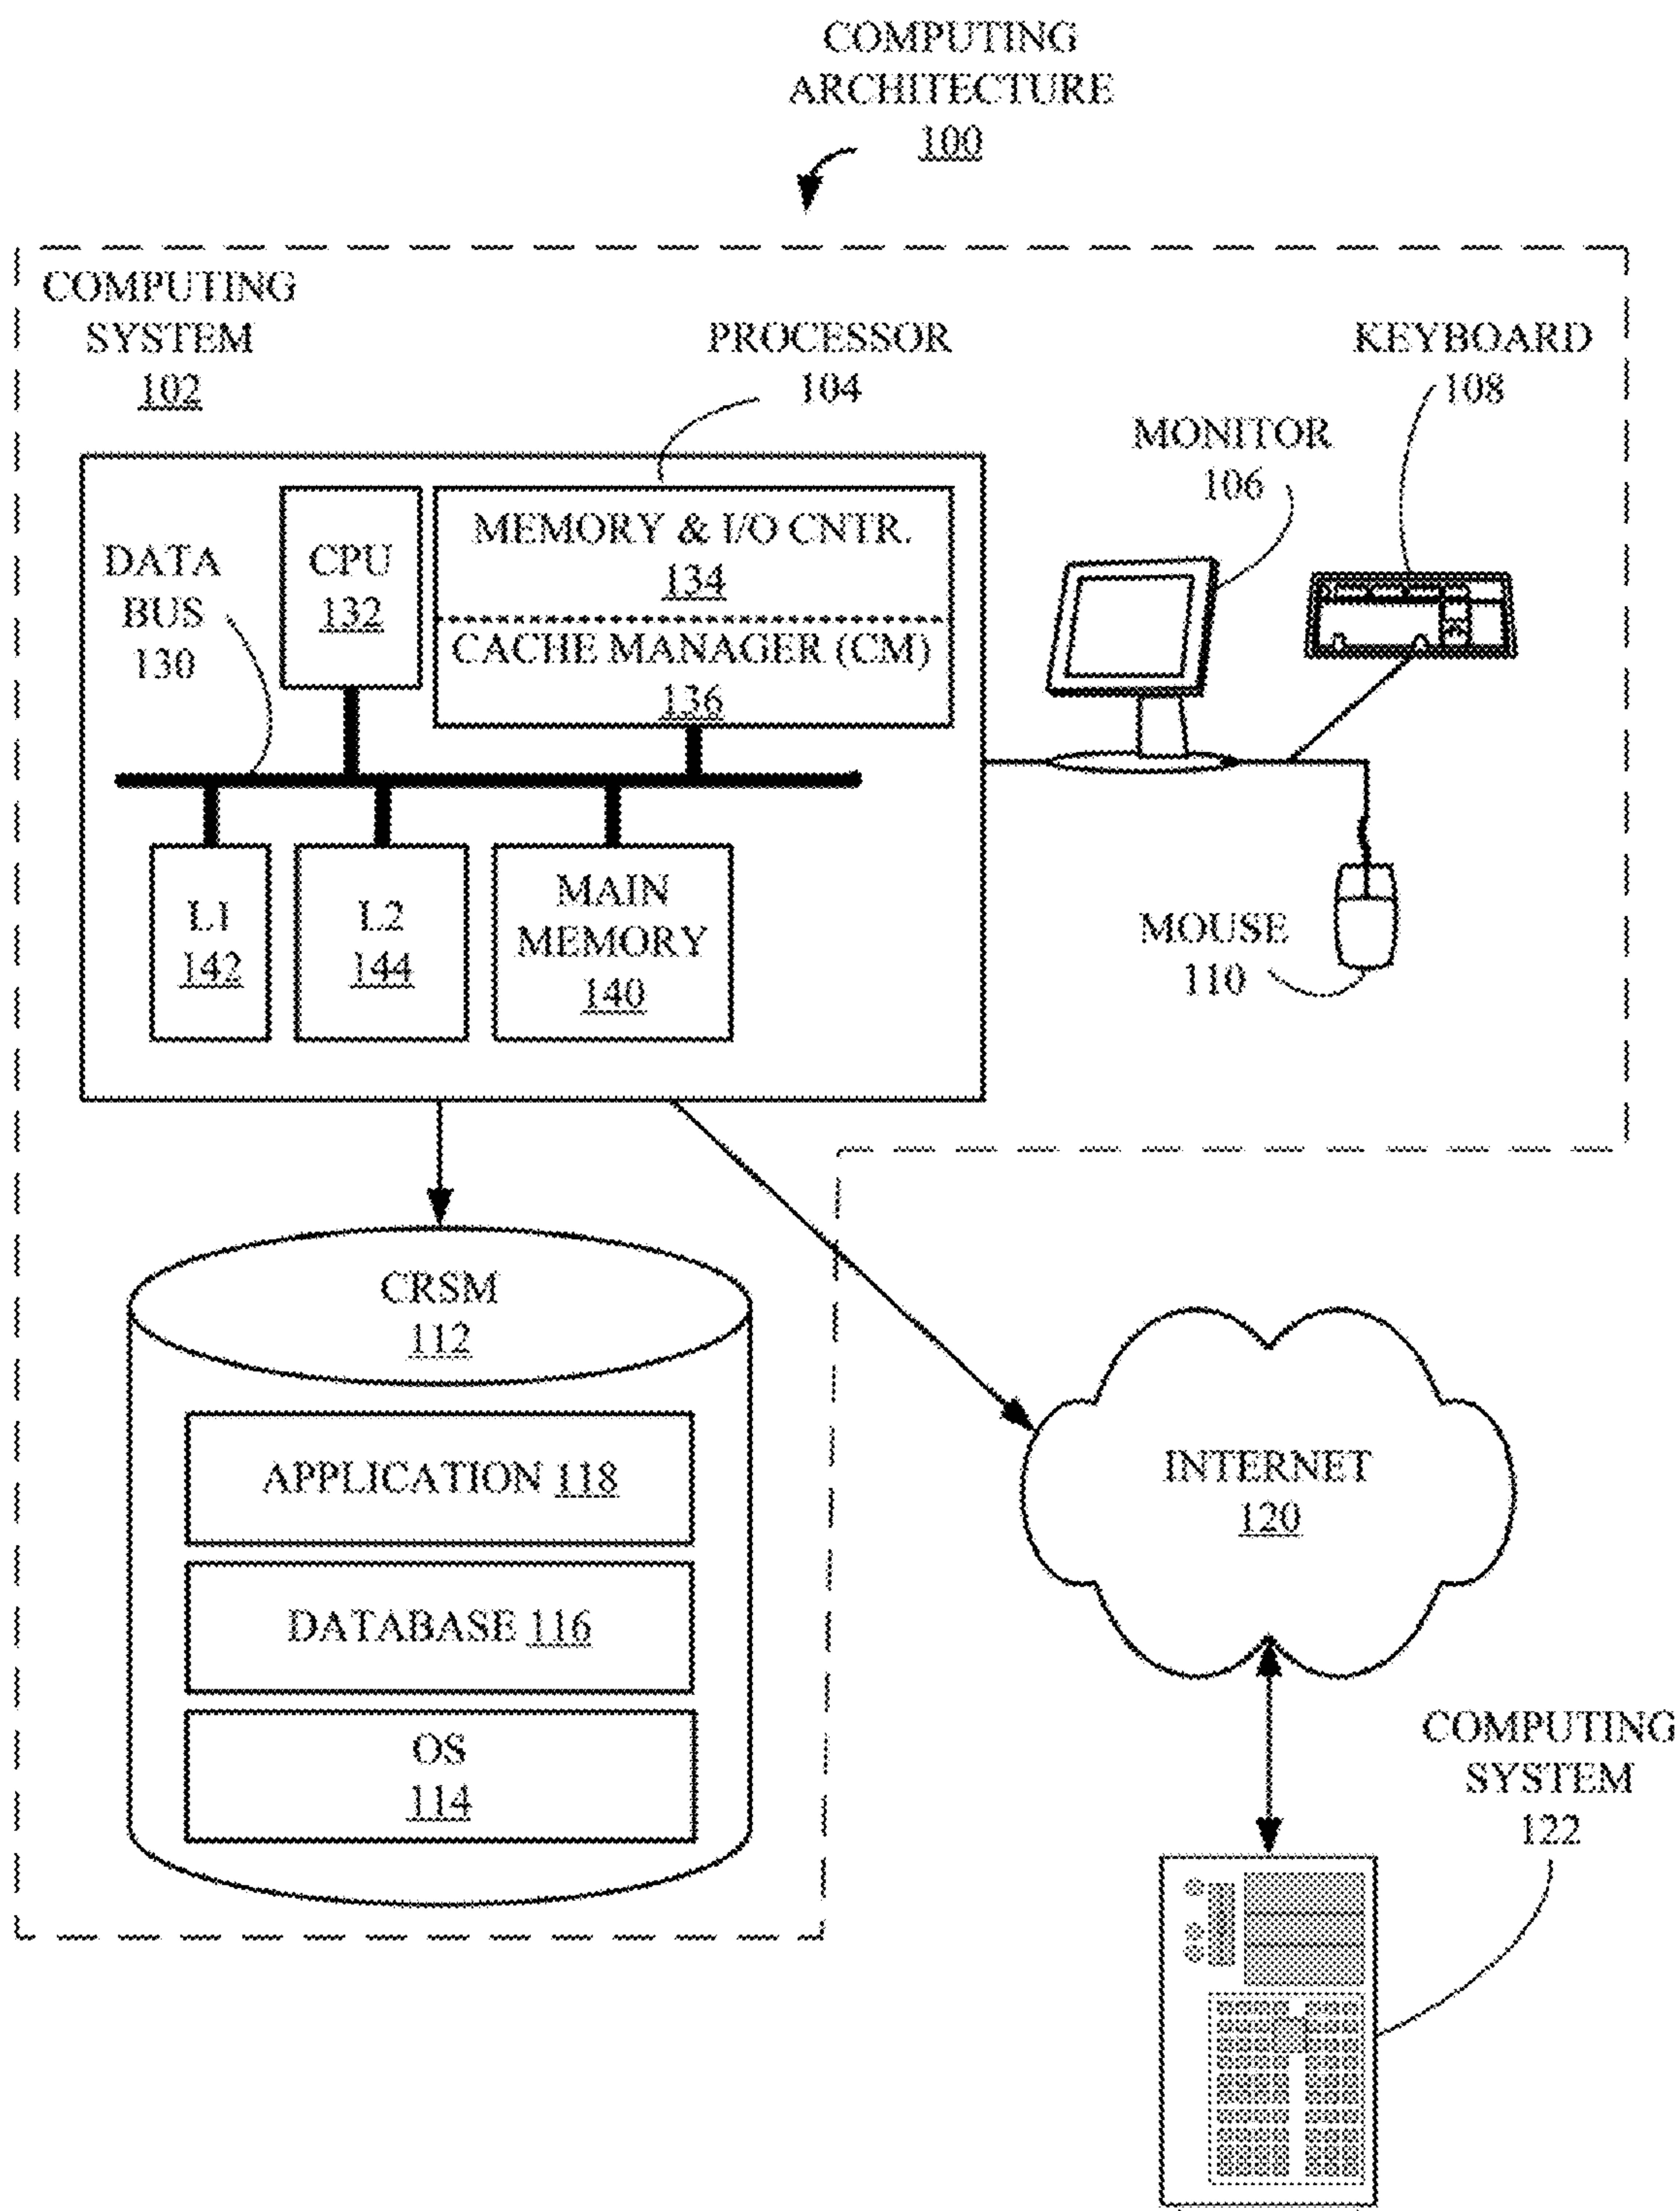 COMPUTING
ARCHITECTURE
100
COMPUTING
SYSTEM
102
PROCESSOR
104
KEYBOARD
108
MONITOR
106
DATA
BUS
130
CPU
132
MEMORY & I/O CNTR.
134
CACHE MANAGER (CM)
136
L1
142
L2
144
MAIN
MEMORY
140
MOUSE
110
CRSM
112
APPLICATION 118
DATABASE 116
OS
114
INTERNET
120
COMPUTING
SYSTEM
122